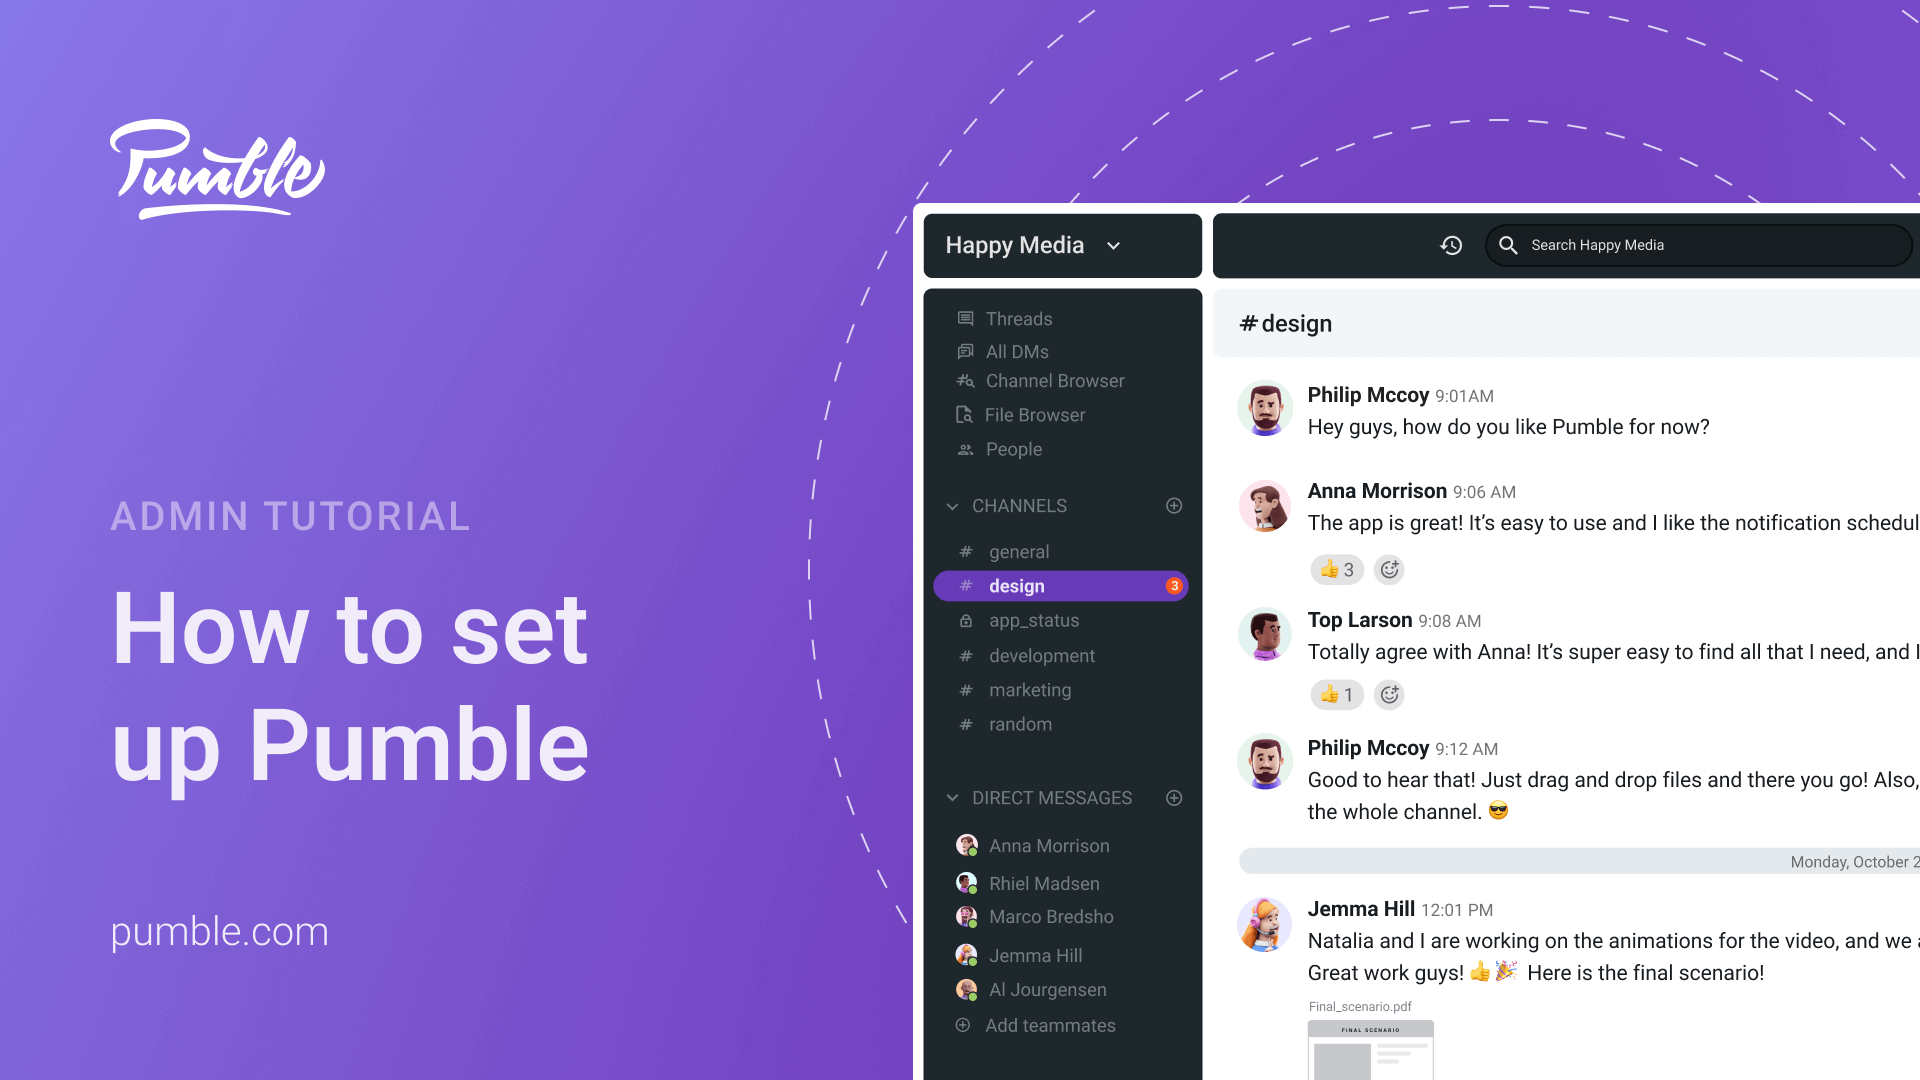 Pumble
ADMIN TUTORIAL
How to set
up Pumble
pumble.com
Happy Media
Search Happy Media
Threads
All DMs
Channel Browser
File Browser
People
CHANNELS
# general
# design 3
app_status
# development
# marketing
# random
DIRECT MESSAGES
Anna Morrison
Rhiel Madsen
Marco Bredsho
Jemma Hill
Al Jourgensen
Add teammates
#design
Philip Mccoy 9:01AM
Hey guys, how do you like Pumble for now?
Anna Morrison 9:06 AM
The app is great! It’s easy to use and I like the notification schedul
👍 3
Top Larson 9:08 AM
Totally agree with Anna! It’s super easy to find all that I need, and I
👍 1
Philip Mccoy 9:12 AM
Good to hear that! Just drag and drop files and there you go! Also,
the whole channel. 😎
Monday, October 2
Jemma Hill 12:01 PM
Natalia and I are working on the animations for the video, and we
Great work guys! 👍🎉 Here is the final scenario!
Final_scenario.pdf
FINAL SCENARIO